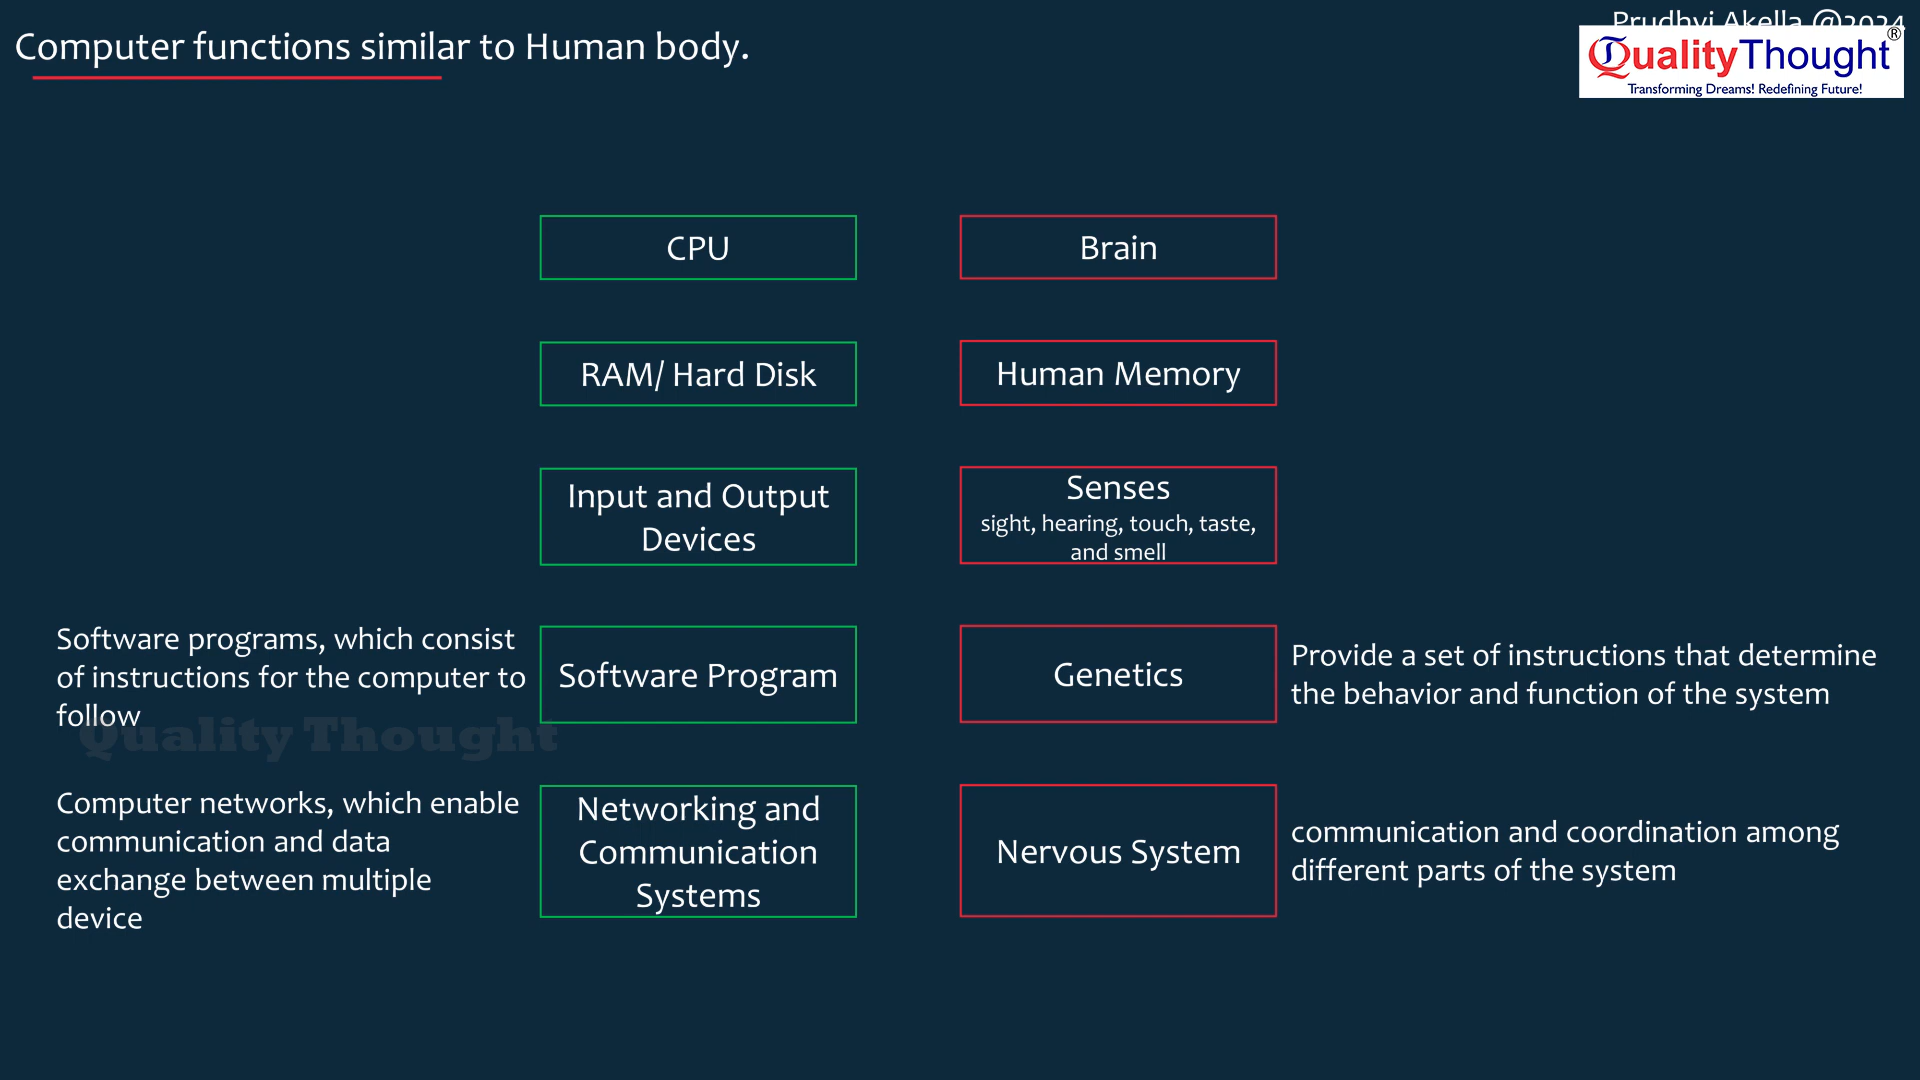 Prudhvi Akella @2024
Computer functions similar to Human body.
QualityThought®
Transforming Dreams! Redefining Future!
CPU
Brain
RAM/ Hard Disk
Human Memory
Input and Output
Devices
Senses
sight, hearing, touch, taste,
and smell
Software programs, which consist
of instructions for the computer to
follow
Software Program
Genetics
Provide a set of instructions that determine
the behavior and function of the system
Quality Thought
Computer networks, which enable
communication and data
exchange between multiple
device
Networking and
Communication
Systems
Nervous System
communication and coordination among
different parts of the system